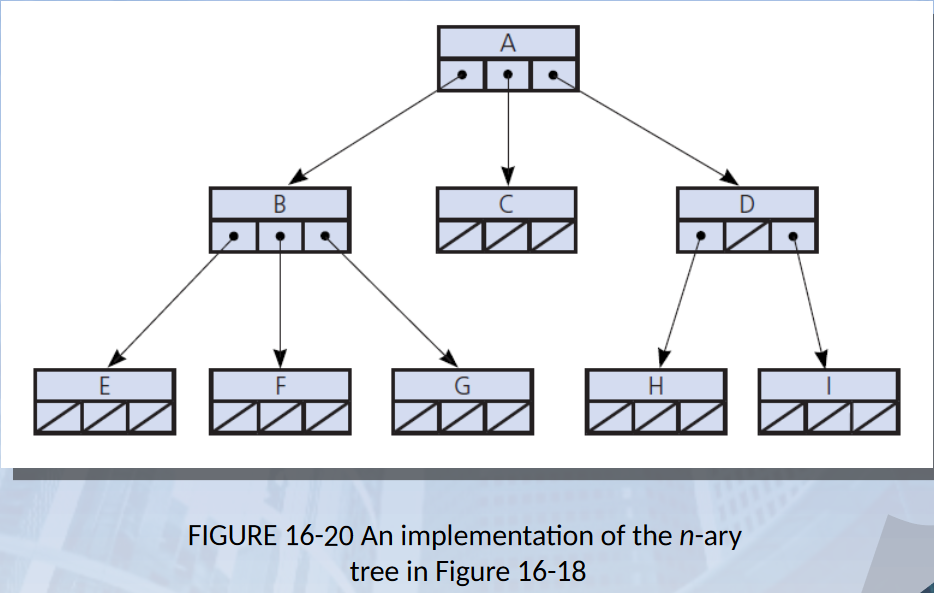 A
B
C
D
E
F
G
H
I
FIGURE 16-20 An implementation of the n-ary
tree in Figure 16-18